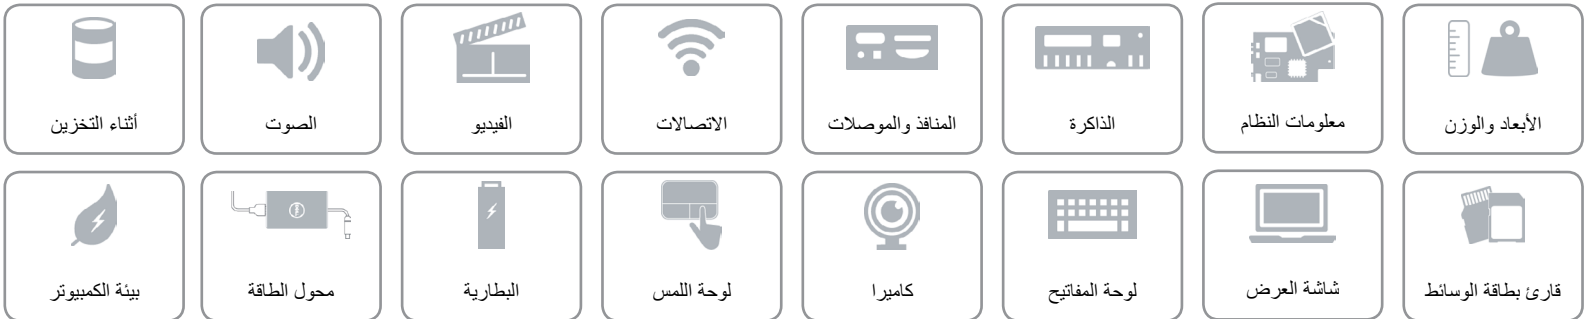 الأبعاد والوزن
معلومات النظام
الذاكرة
المنافذ والموصلات
الاتصالات
الفيديو
الصوت
أثناء التخزين
قارئ بطاقة الوسائط
شاشة العرض
لوحة المفاتيح
كاميرا
لوحة اللمس
البطارية
محول الطاقة
بيئة الكمبيوتر